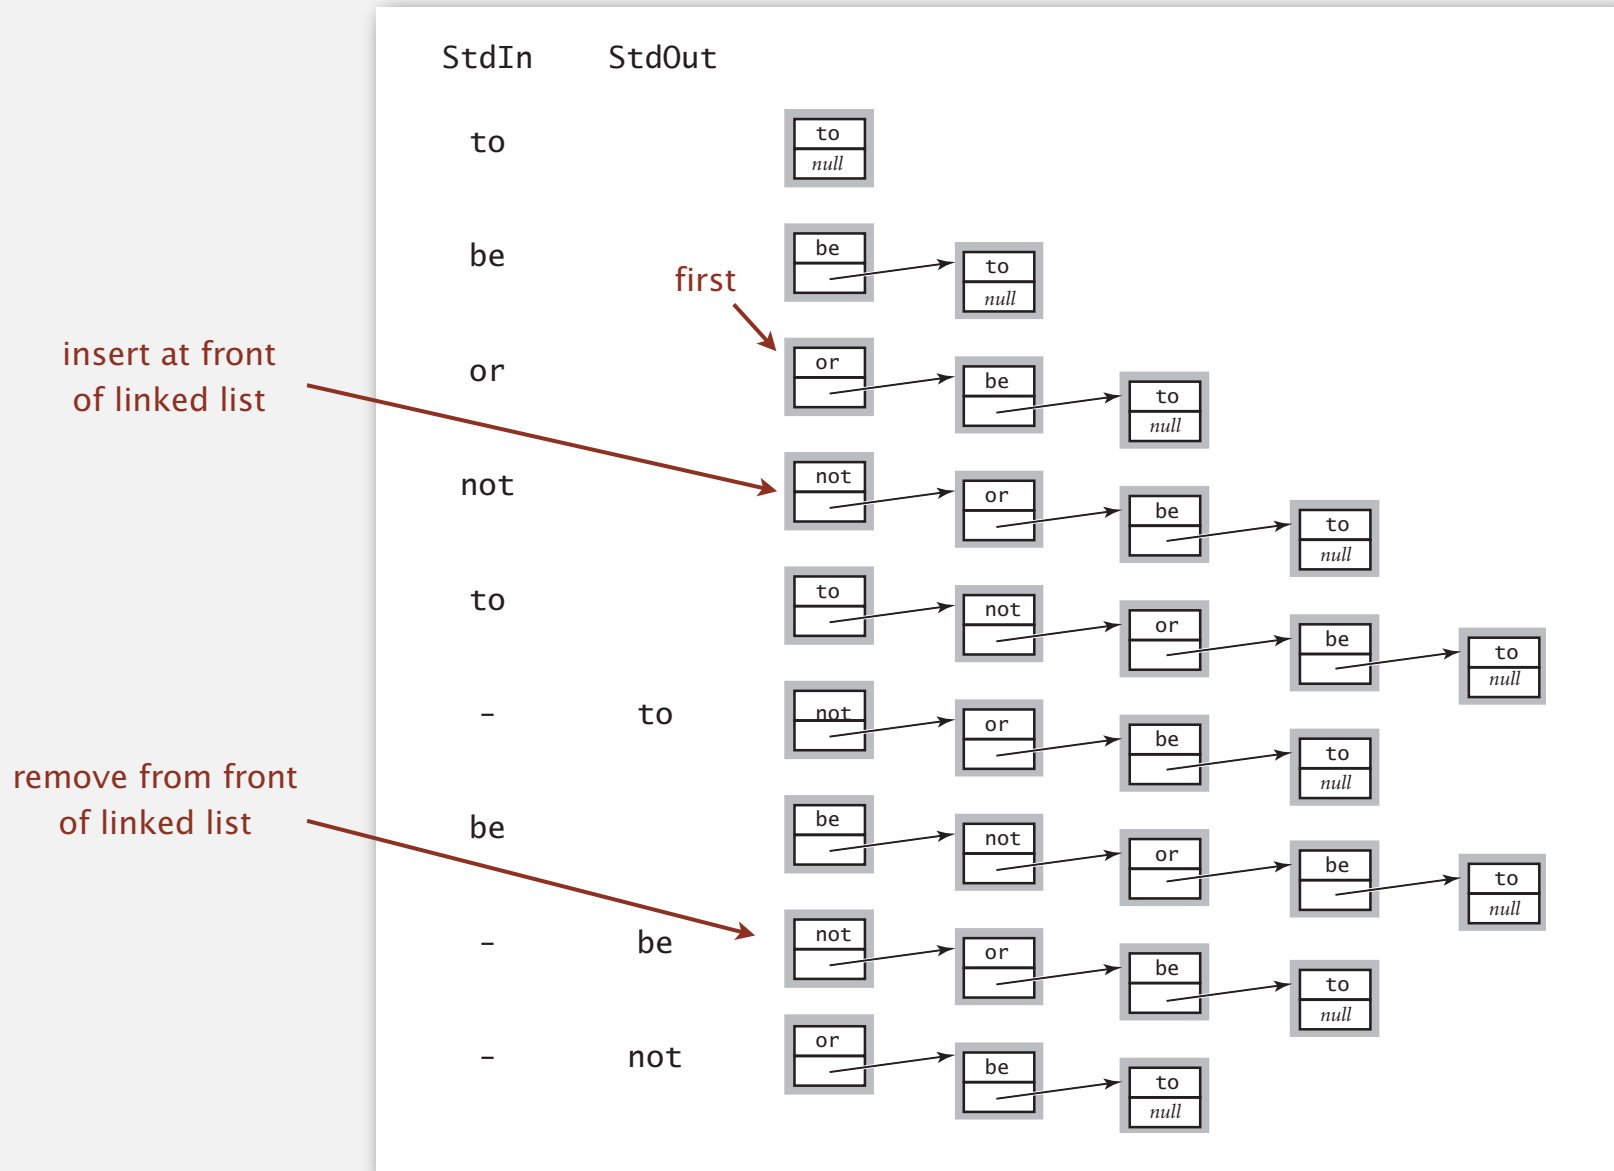 StdIn StdOut
to
to
null
be
be
to
null
first
insert at front
of linked list
or
or
be
to
null
not
not
or
be
to
null
to
to
not
or
be
to
null
- to
not
or
be
to
null
remove from front
of linked list
be
be
not
or
be
to
null
- be
not
or
be
to
null
- not
or
be
to
null